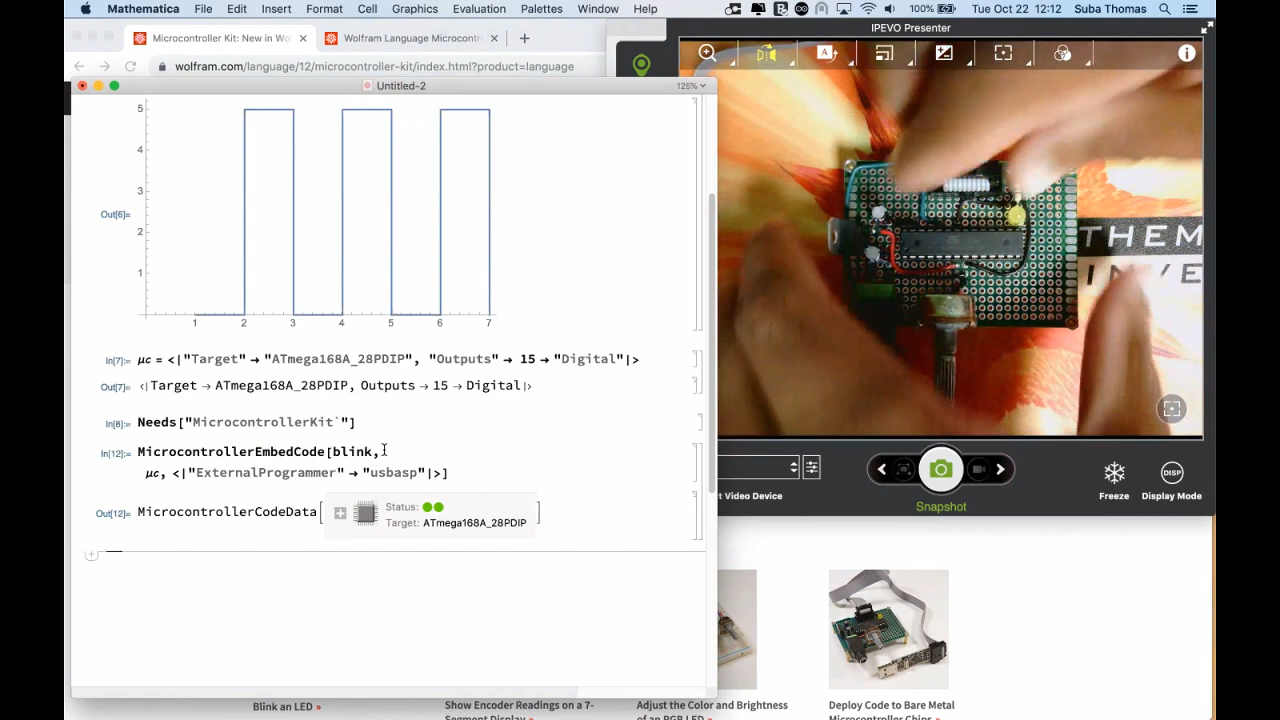 Mathematica File Edit Insert Format Cell Graphics Evaluation Palettes Window Help 100% Tue Oct 22 12:12 Suba Thomas
IPEVO Presenter
Microcontroller Kit: New in Wo
Wolfram Language Microcontr
wolfram.com/language/12/microcontroller-kit/index.html?product=language
Untitled-2
125%
5
4
3
2
1
1 2 3 4 5 6 7
Out[6]=
In[7]:= μc = <|"Target" → "ATmega168A_28PDIP", "Outputs" → 15 → "Digital"|>
Out[7]= <|Target → ATmega168A_28PDIP, Outputs → 15 → Digital|>
In[8]:= Needs["MicrocontrollerKit`"]
In[12]:= MicrocontrollerEmbedCode[blink,
μc, <|"ExternalProgrammer" → "usbasp"|>]
Out[12]= MicrocontrollerCodeData[
Status:
Target: ATmega168A_28PDIP
]
THEM
INVE
t Video Device
Snapshot
Freeze
DISP
Display Mode
Blink an LED »
Show Encoder Readings on a 7-
Segment Display »
Adjust the Color and Brightness
of an RGB LED »
Deploy Code to Bare Metal
Microcontroller Chips »